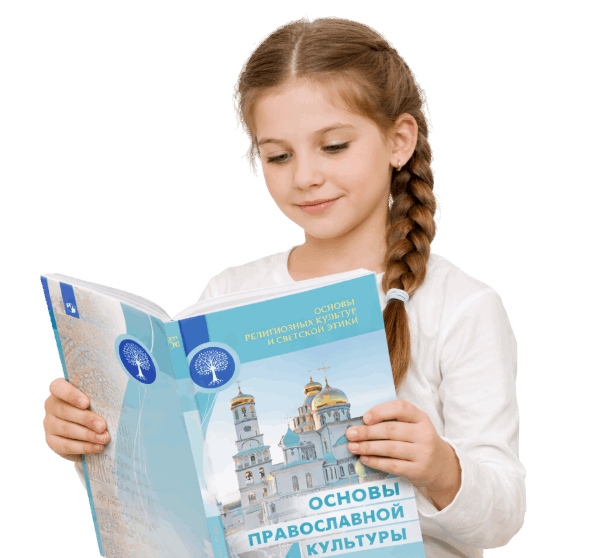 ОСНОВЫ
РЕЛИГИОЗНЫХ КУЛЬТУР
И СВЕТСКОЙ ЭТИКИ
ОСНОВЫ
ПРАВОСЛАВНОЙ
КУЛЬТУРЫ